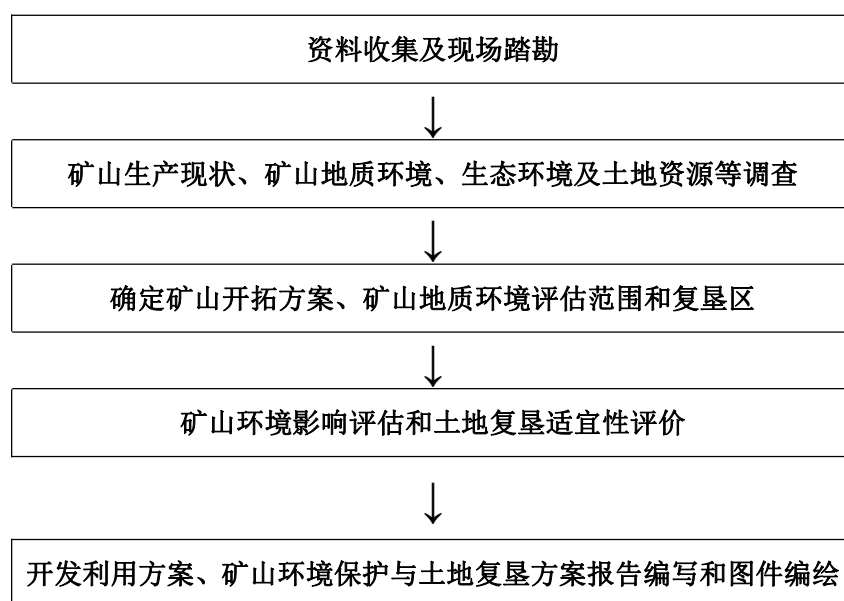 资料收集及现场踏勘
矿山生产现状、矿山地质环境、生态环境及土地资源等调查
确定矿山开拓方案、矿山地质环境评估范围和复垦区
矿山环境影响评估和土地复垦适宜性评价
开发利用方案、矿山环境保护与土地复垦方案报告编写和图件编绘